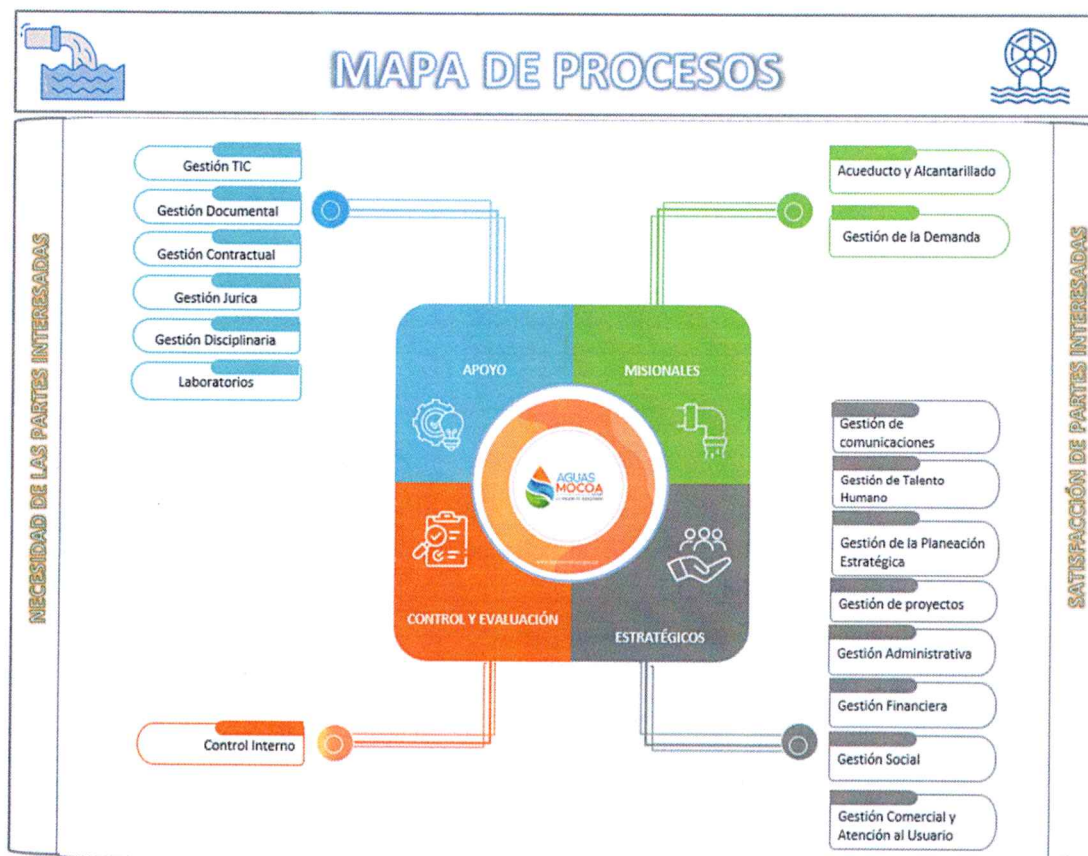 MAPA DE PROCESOS
NECESIDAD DE LAS PARTES INTERESADAS
Gestión TIC
Gestión Documental
Gestión Contractual
Gestión Jurica
Gestión Disciplinaria
Laboratorios
Acueducto y Alcantarillado
Gestión de la Demanda
APOYO
MISIONALES
AGUAS
MOCOA
CONTROL Y EVALUACIÓN
ESTRATÉGICOS
Gestión de
comunicaciones
Gestión de Talento
Humano
Gestión de la Planeación
Estratégica
Gestión de proyectos
Gestión Administrativa
Gestión Financiera
Gestión Social
Gestión Comercial y
Atención al Usuario
Control Interno
SATISFACCIÓN DE PARTES INTERESADAS